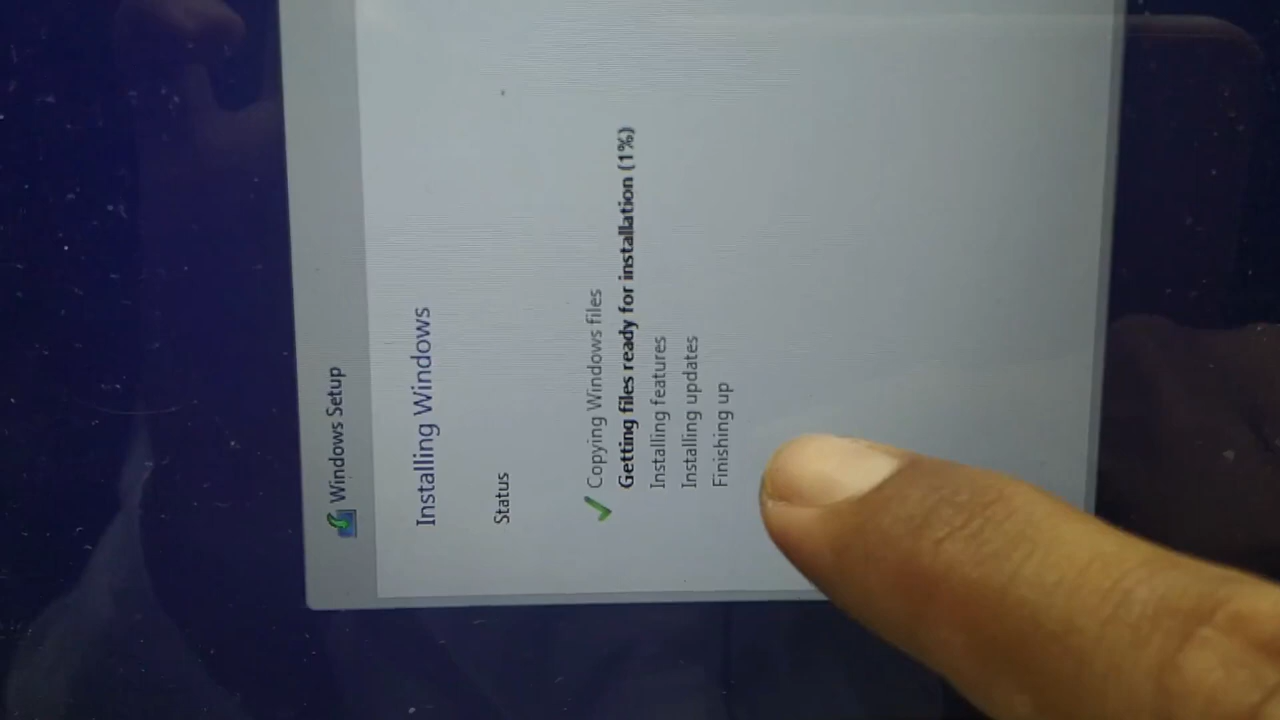 Windows Setup
Installing Windows
Status
Copying Windows files
Getting files ready for installation (1%)
Installing features
Installing updates
Finishing up